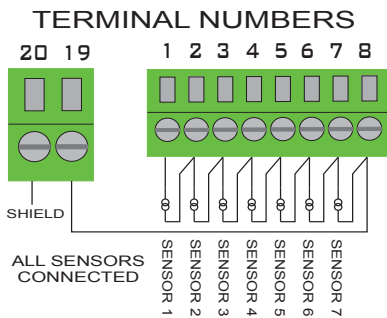 TERMINAL NUMBERS
20 19 1 2 3 4 5 6 7 8
SHIELD
ALL SENSORS
CONNECTED
SENSOR 1
SENSOR 2
SENSOR 3
SENSOR 4
SENSOR 5
SENSOR 6
SENSOR 7